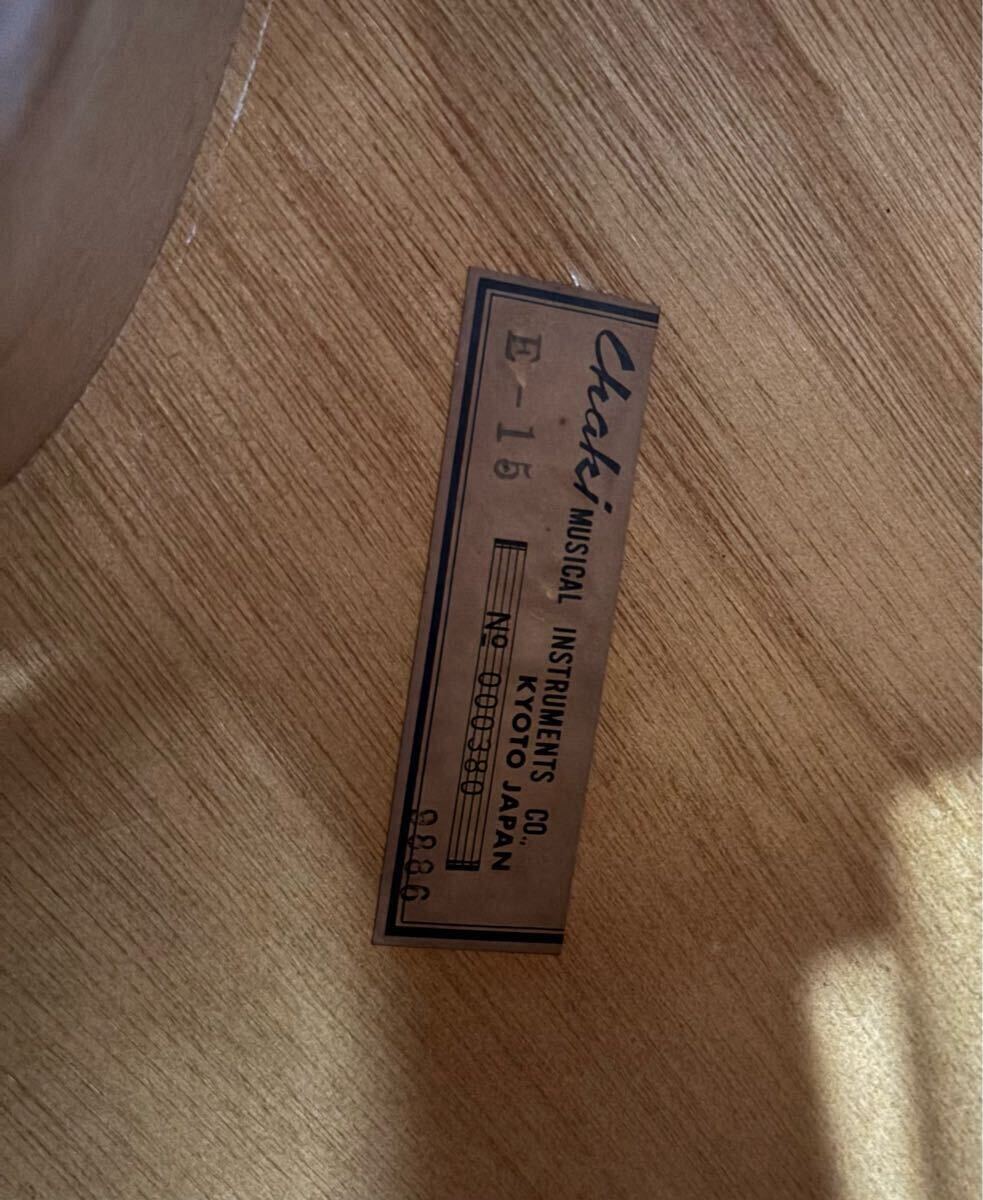 Chaki MUSICAL INSTRUMENTS CO.,
KYOTO JAPAN
E-15
No 000380
9886